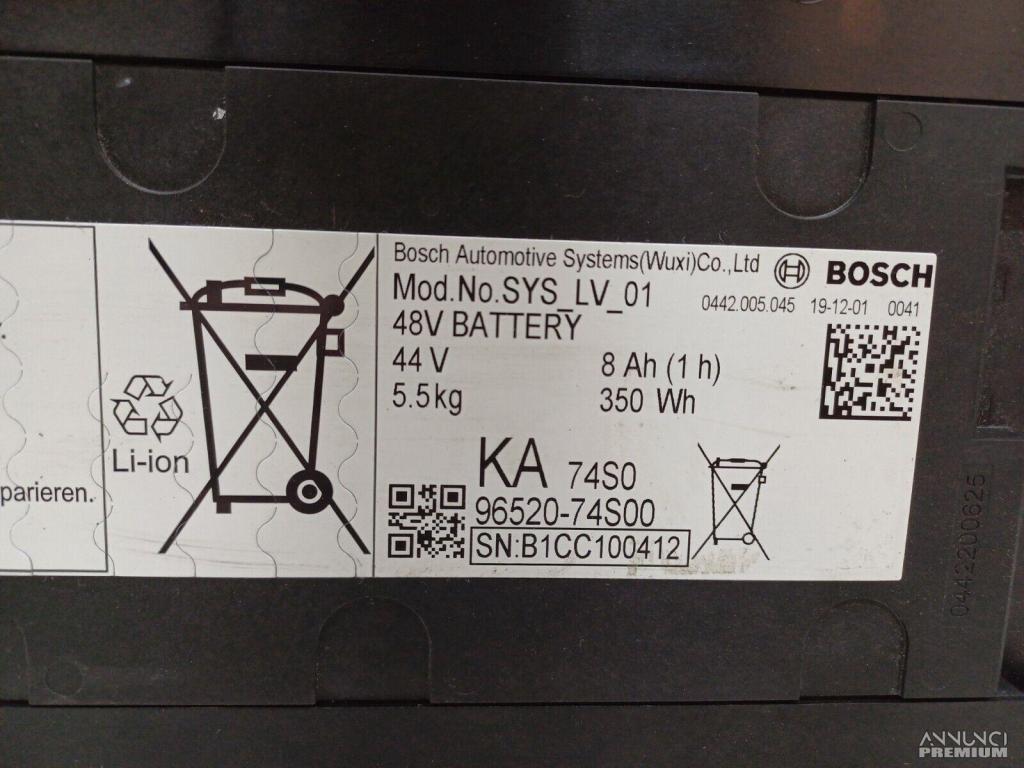 Bosch Automotive Systems(Wuxi)Co.,Ltd
BOSCH
Mod.No.SYS_LV_01
0442.005.045 19-12-01 0041
48V BATTERY
44 V 8 Ah (1 h)
5.5kg 350 Wh
Li-ion
parieren.
KA 74S0
96520-74S00
SN:B1CC100412
0442200625
ANNUNCI
PREMIUM